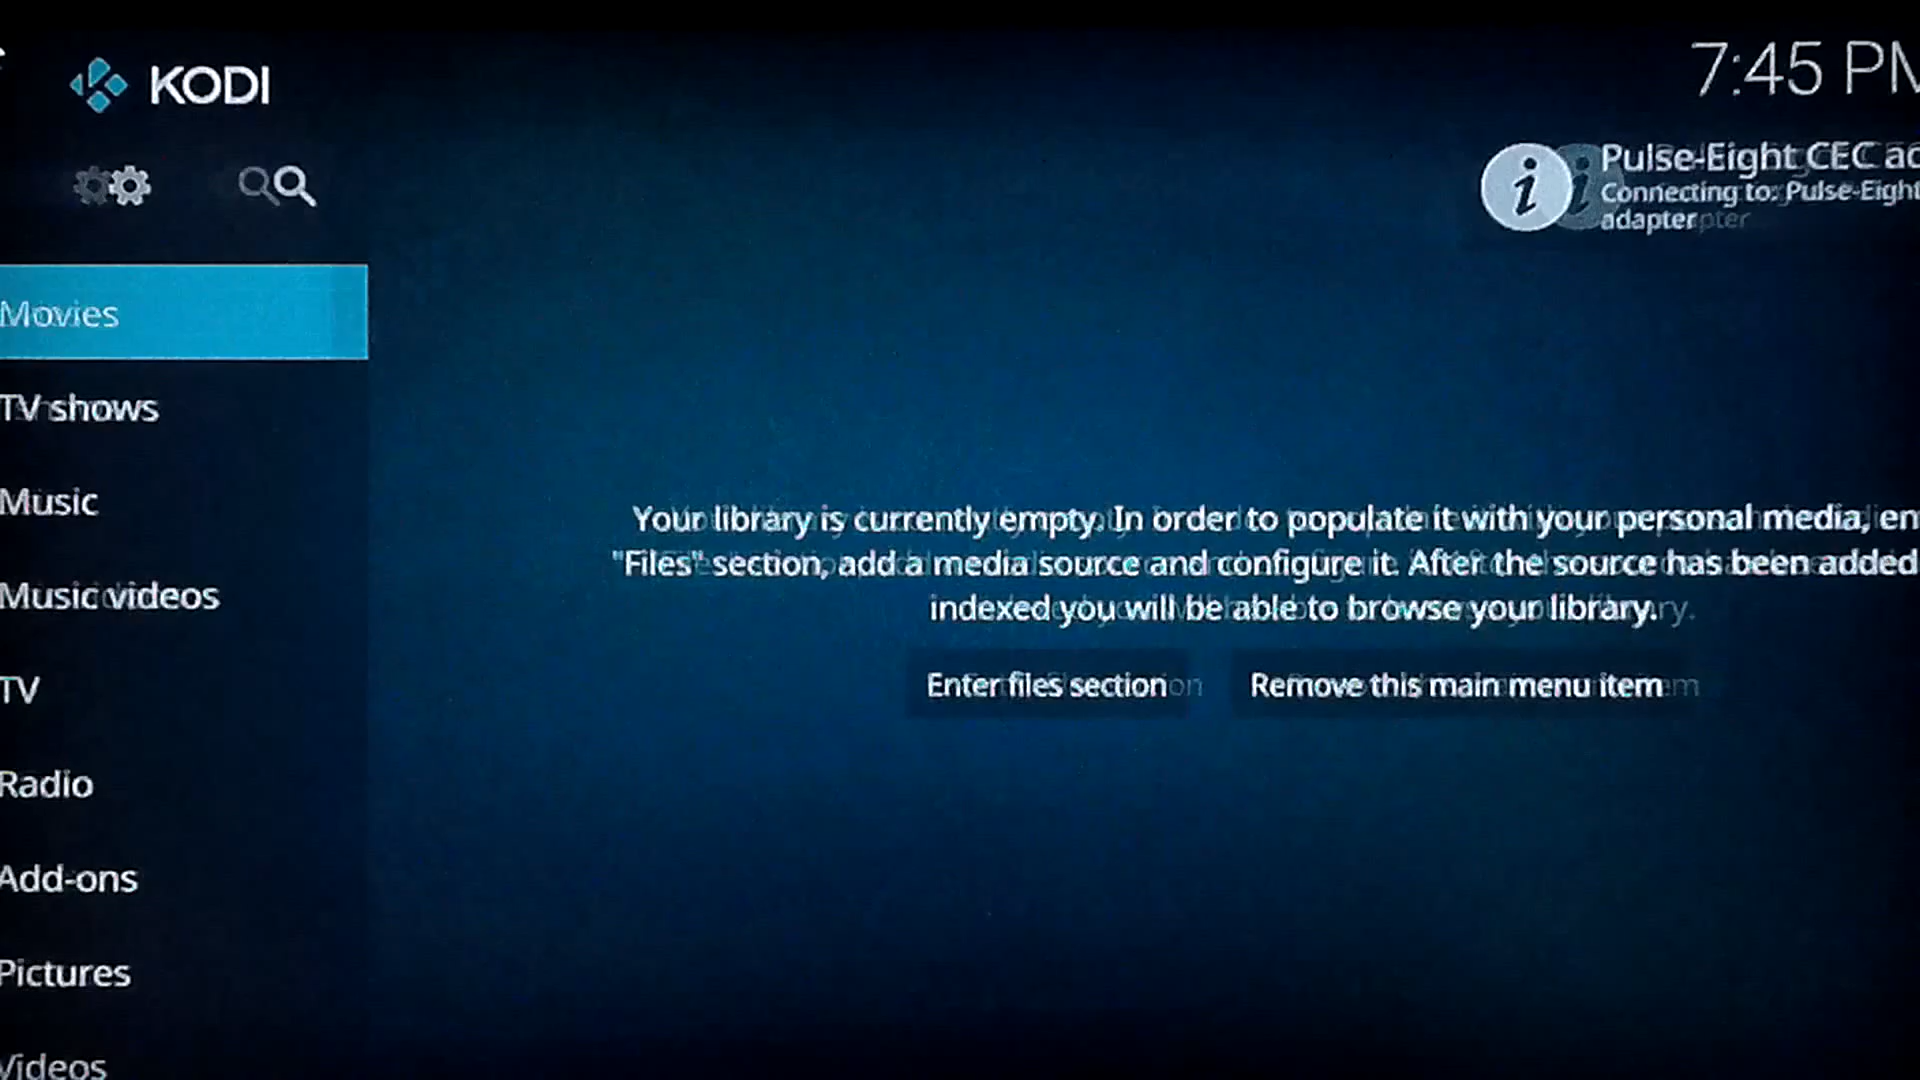 KODI
7:45 PM
Pulse-Eight CEC
Connecting to: Pulse-Eight
adapter
Movies
TV shows
Music
Music videos
TV
Radio
Add-ons
Pictures
Videos
Your library is currently empty. In order to populate it with your personal media,
"Files" section, add a media source and configure it. After the source has been added
indexed you will be able to browse your library.
Enter files section
Remove this main menu item